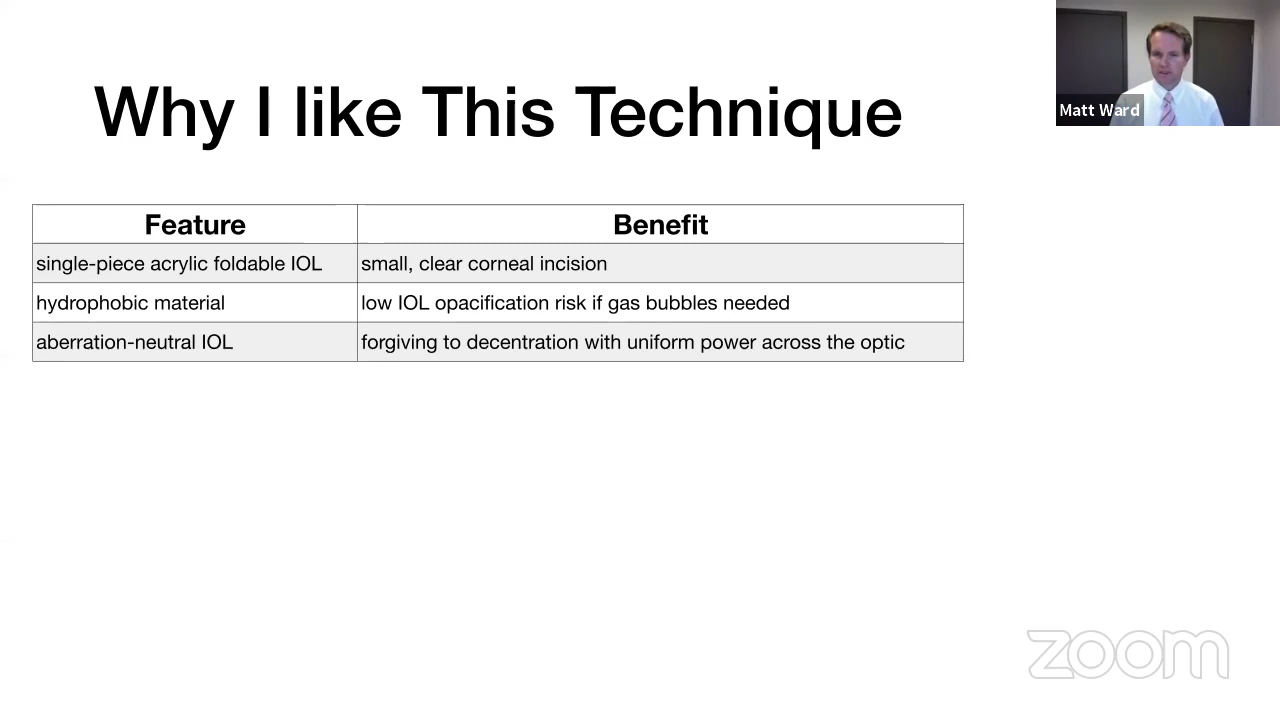 Why I like This Technique
Matt Ward
Feature Benefit
single-piece acrylic foldable IOL small, clear corneal incision
hydrophobic material low IOL opacification risk if gas bubbles needed
aberration-neutral IOL forgiving to decentration with uniform power across the optic
zoom